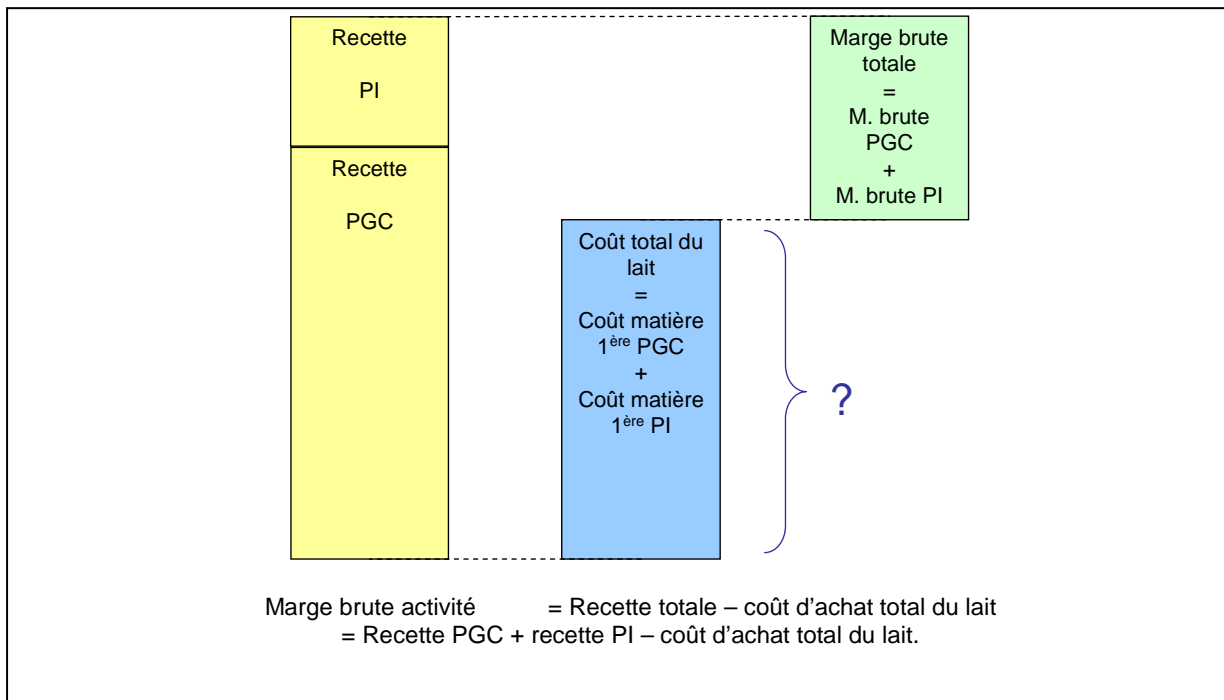 Recette
PI
Recette
PGC
Coût total du
lait
=
Coût matière
1ère PGC
+
Coût matière
1ère PI
Marge brute
totale
=
M. brute
PGC
+
M. brute PI
?
Marge brute activité = Recette totale – coût d’achat total du lait
= Recette PGC + recette PI – coût d’achat total du lait.